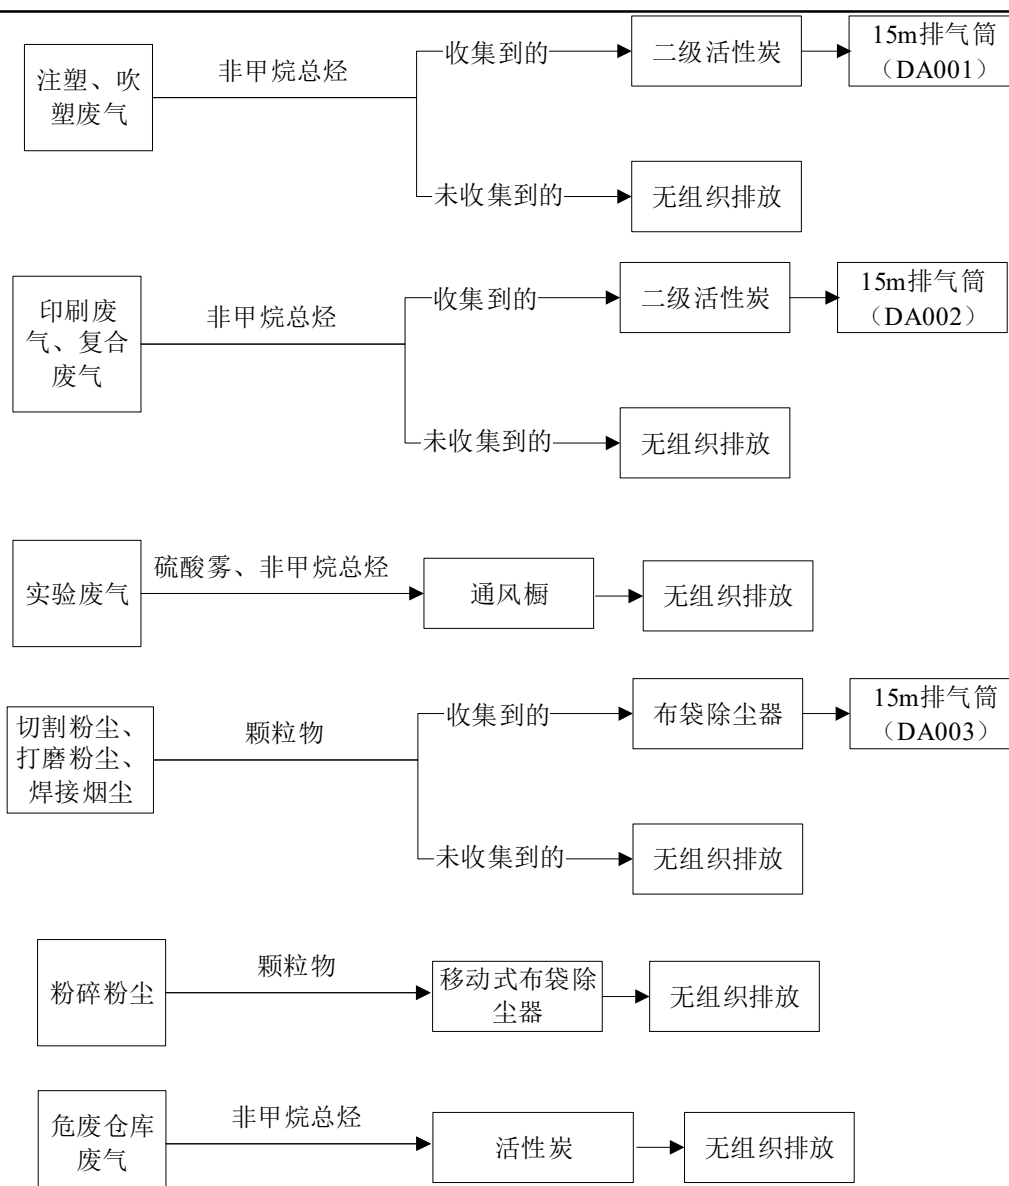 注塑、吹
塑废气
非甲烷总烃
收集到的
二级活性炭
15m排气筒
（DA001）
未收集到的
无组织排放
印刷废
气、复合
废气
非甲烷总烃
收集到的
二级活性炭
15m排气筒
（DA002）
未收集到的
无组织排放
实验废气
硫酸雾、非甲烷总烃
通风橱
无组织排放
切割粉尘、
打磨粉尘、
焊接烟尘
颗粒物
收集到的
布袋除尘器
15m排气筒
（DA003）
未收集到的
无组织排放
粉碎粉尘
颗粒物
移动式布袋除
尘器
无组织排放
危废仓库
废气
非甲烷总烃
活性炭
无组织排放